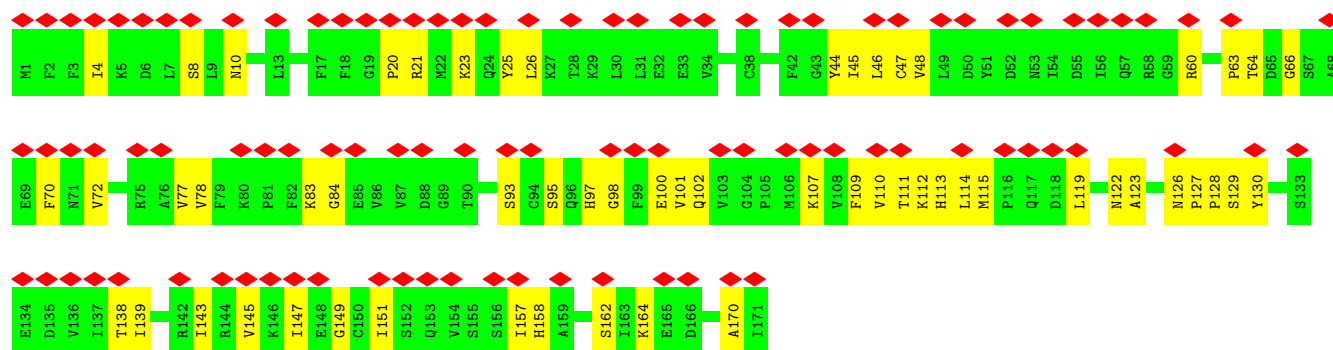 M1 F2 F3 I4 K5 D6 L7 S8 L9 N10 L13 F17 F18 G19 P20 R21 M22 K23 Q24 Y25 L26 K27 T28 K29 L30 L31 E32 E33 V34 C38 F42 G43 Y44 I45 L46 C47 V48 L49 D50 Y51 D52 N53 I54 D55 I56 Q57 R58 G59 R60 P63 T64 D65 G66 S67 A68
E69 F70 N71 V72 R75 A76 V77 V78 F79 K80 P81 F82 K83 G84 E85 V86 V87 D88 G89 T90 S93 C94 S95 Q96 H97 G98 F99 E100 V101 Q102 V103 G104 P105 M106 K107 V108 F109 V110 T111 K112 H113 L114 M115 P116 Q117 D118 L119 N122 A123 N126 P127 P128 S129 Y130 S133
E134 D135 V136 I137 T138 I139 R142 I143 R144 V145 K146 I147 E148 G149 C150 I151 S152 Q153 V154 S155 S156 I157 H158 A159 S162 I163 K164 E165 D166 A170 I171